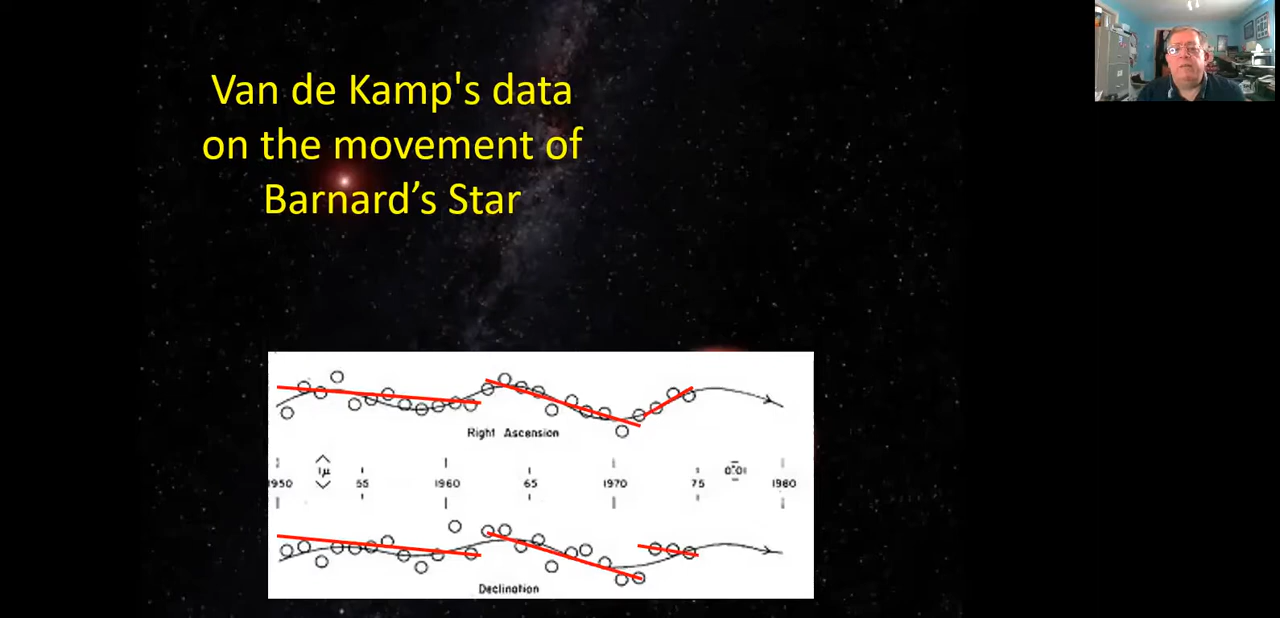 Van de Kamp's data
on the movement of
Barnard’s Star
Right Ascension
1μ
0".01
1950 55 1960 65 1970 75 1980
Declination